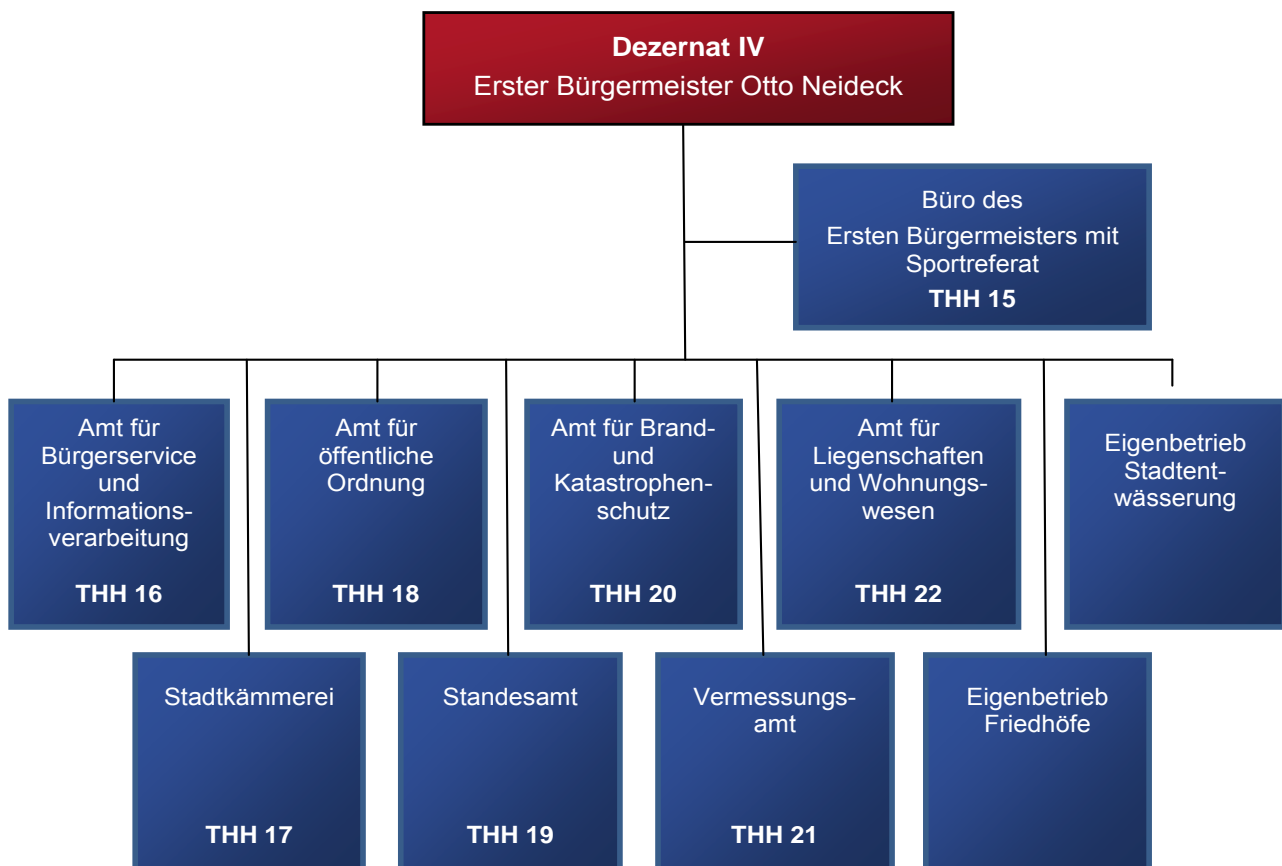 Dezernat IV
Erster Bürgermeister Otto Neideck
Büro des
Ersten Bürgermeisters mit
Sportreferat
THH 15
Amt für
Bürgerservice
und
Informations-
verarbeitung
THH 16
Amt für
öffentliche
Ordnung
THH 18
Amt für Brand-
und
Katastrophen-
schutz
THH 20
Amt für
Liegenschaften
und Wohnungs-
wesen
THH 22
Eigenbetrieb
Stadtent-
wässerung
Stadtkämmerei
THH 17
Standesamt
THH 19
Vermessungs-
amt
THH 21
Eigenbetrieb
Friedhöfe